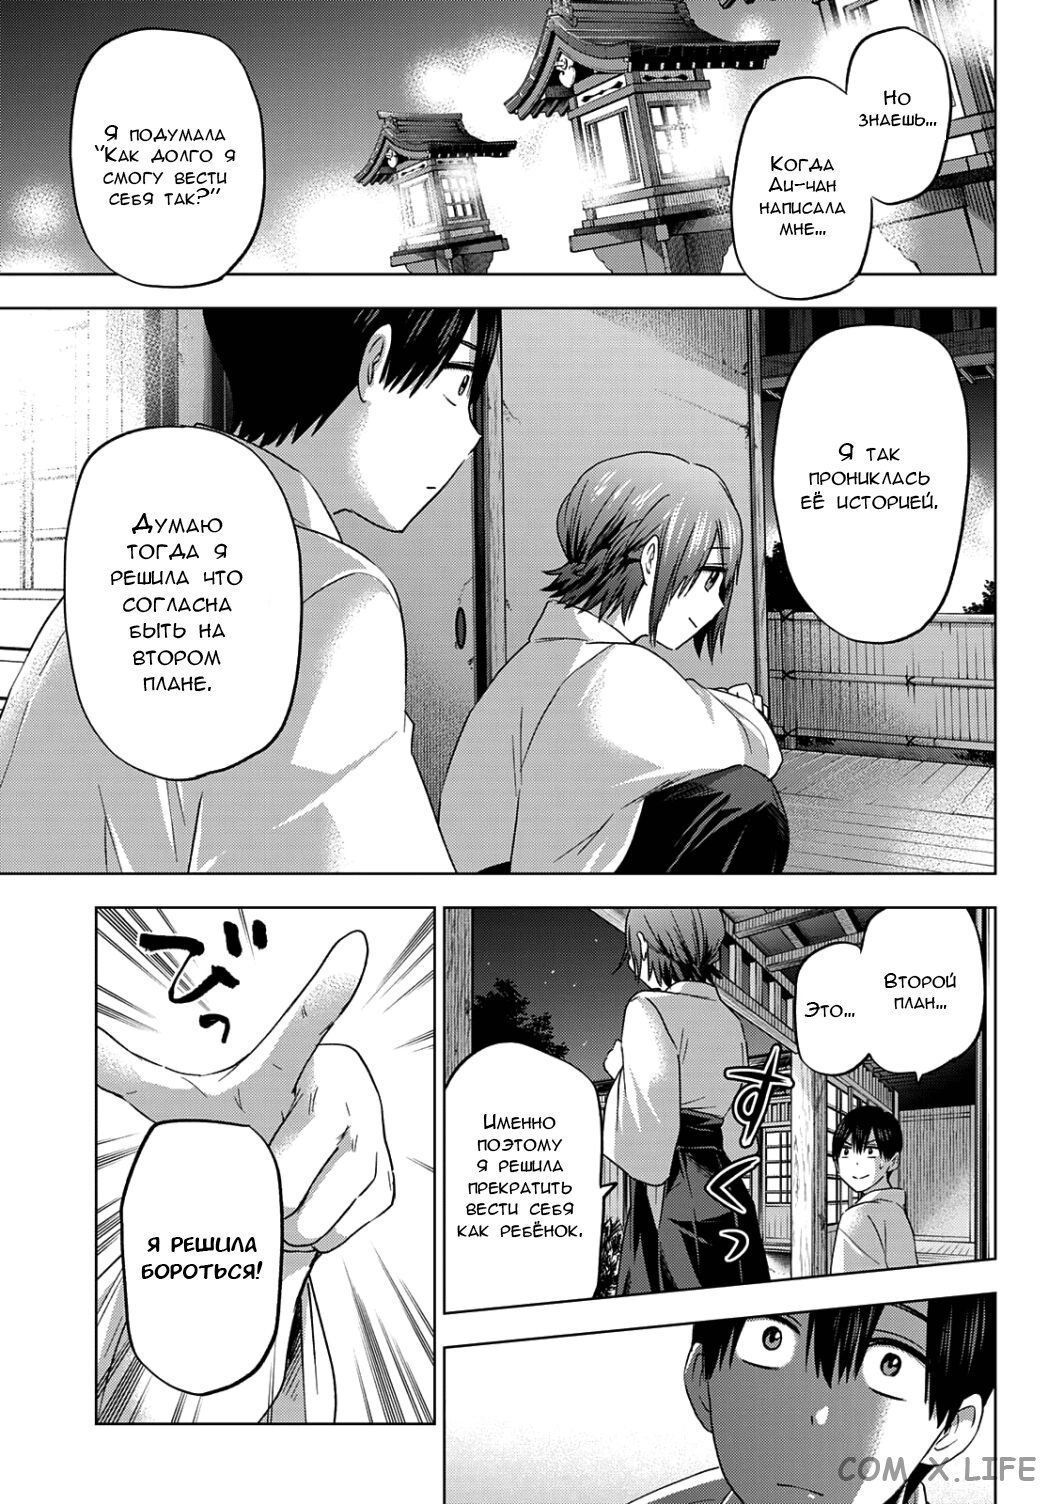 Но
знаешь...
Когда
Аи-чан
написала
мне...
Я подумала
"Как долго я
смогу вести
себя так?"
Я так
прониклась
её историей.
Думаю
тогда я
решила что
согласна
быть на
втором
плане.
Второй
план...
Это...
すくっ
Именно
поэтому
я решила
прекратить
вести себя
как ребёнок.
びっ
я решила
бороться!
COM-X.LIFE